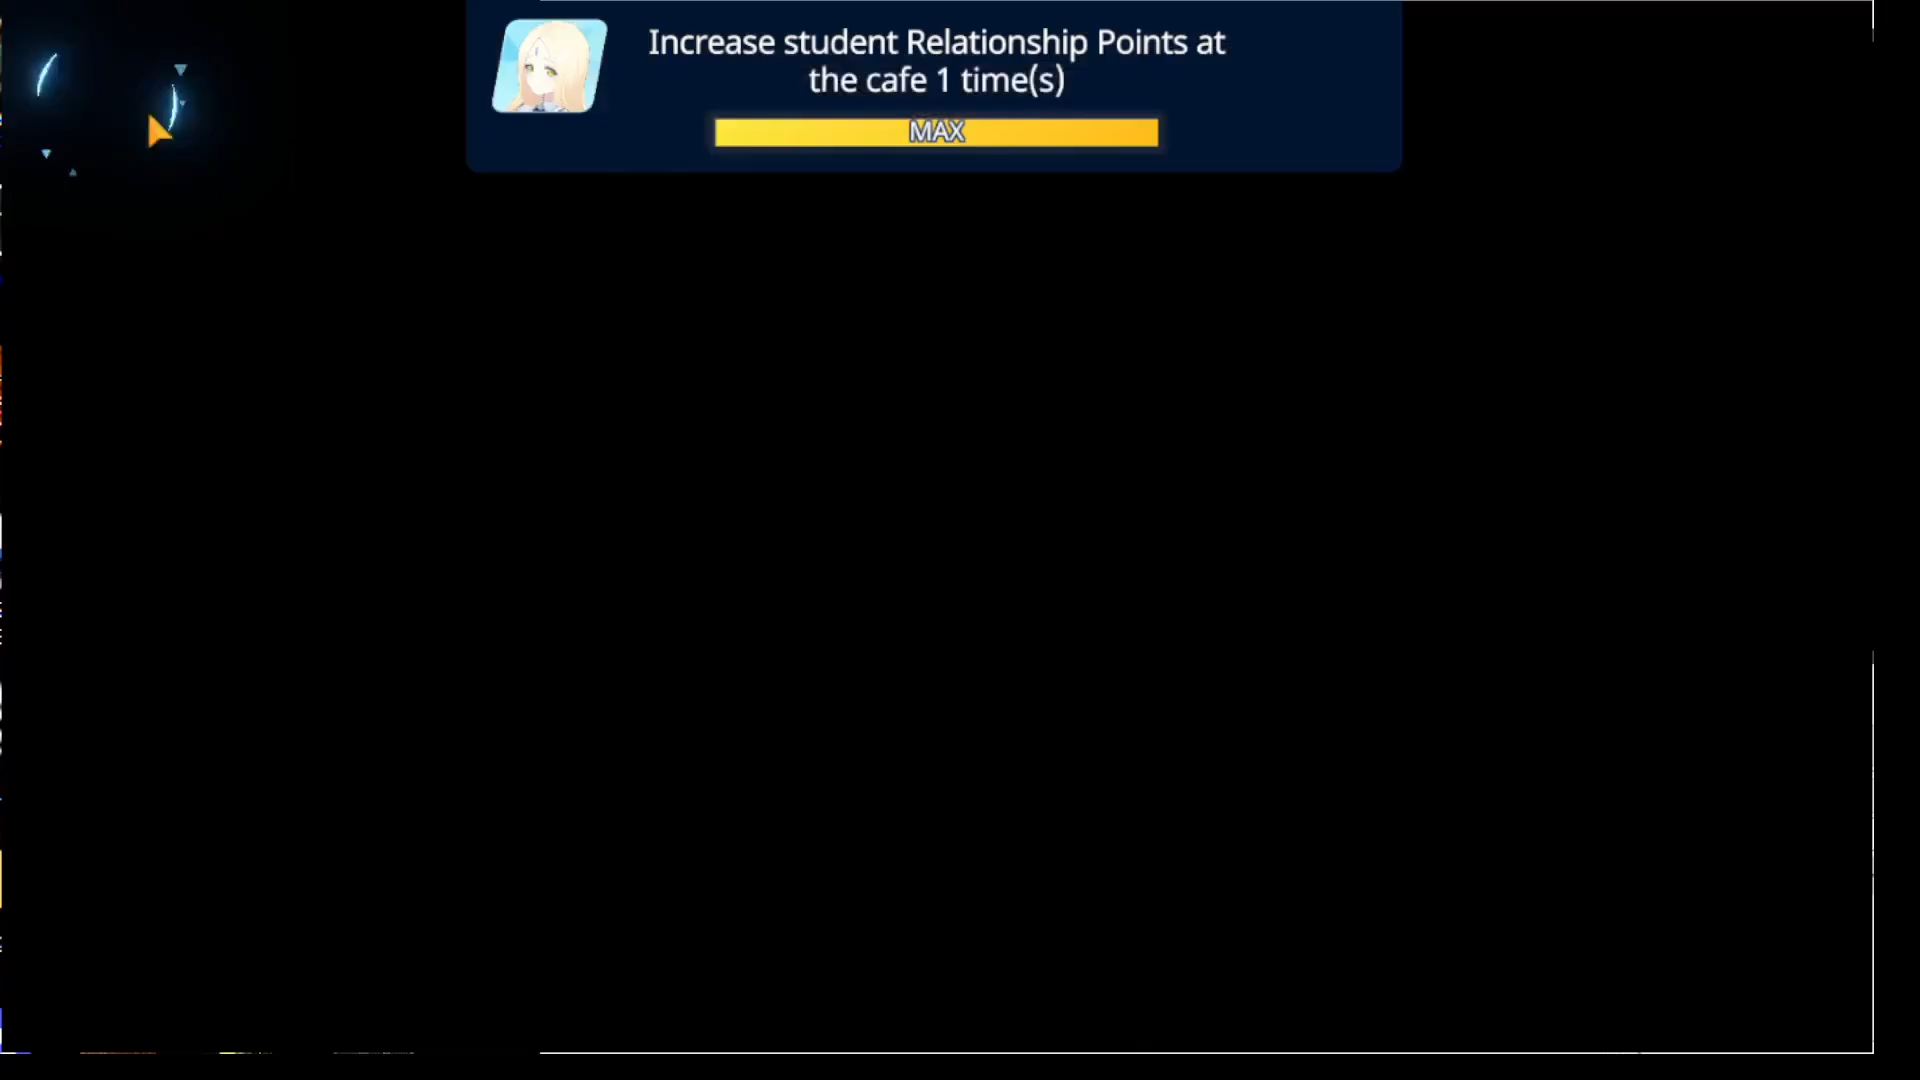 Increase student Relationship Points at
the cafe 1 time(s)
MAX